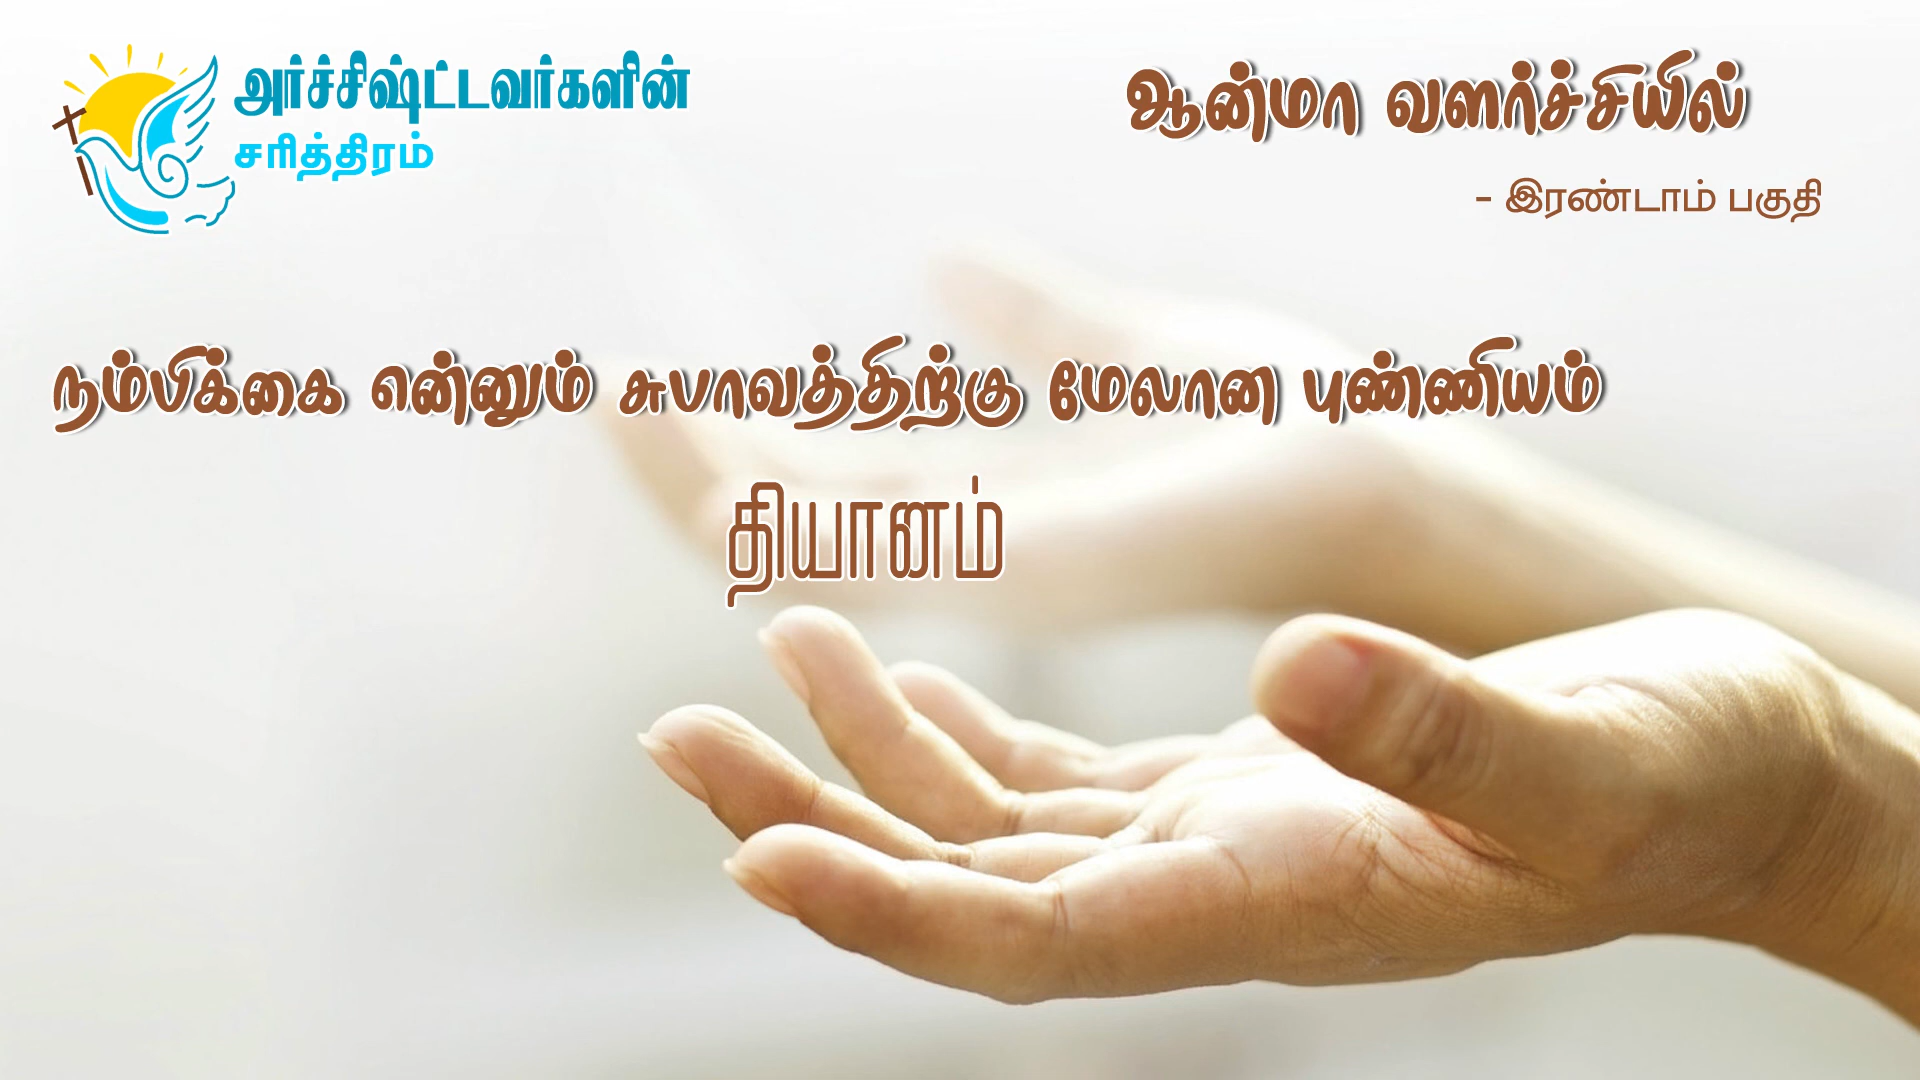 அர்ச்சிஷ்ட்டவர்களின்
சரித்திரம்
ஆன்மா வளர்ச்சியில்
- இரண்டாம் பகுதி
நம்பிக்கை என்னும் சுபாவத்திற்கு மேலான புண்ணியம்
தியானம்